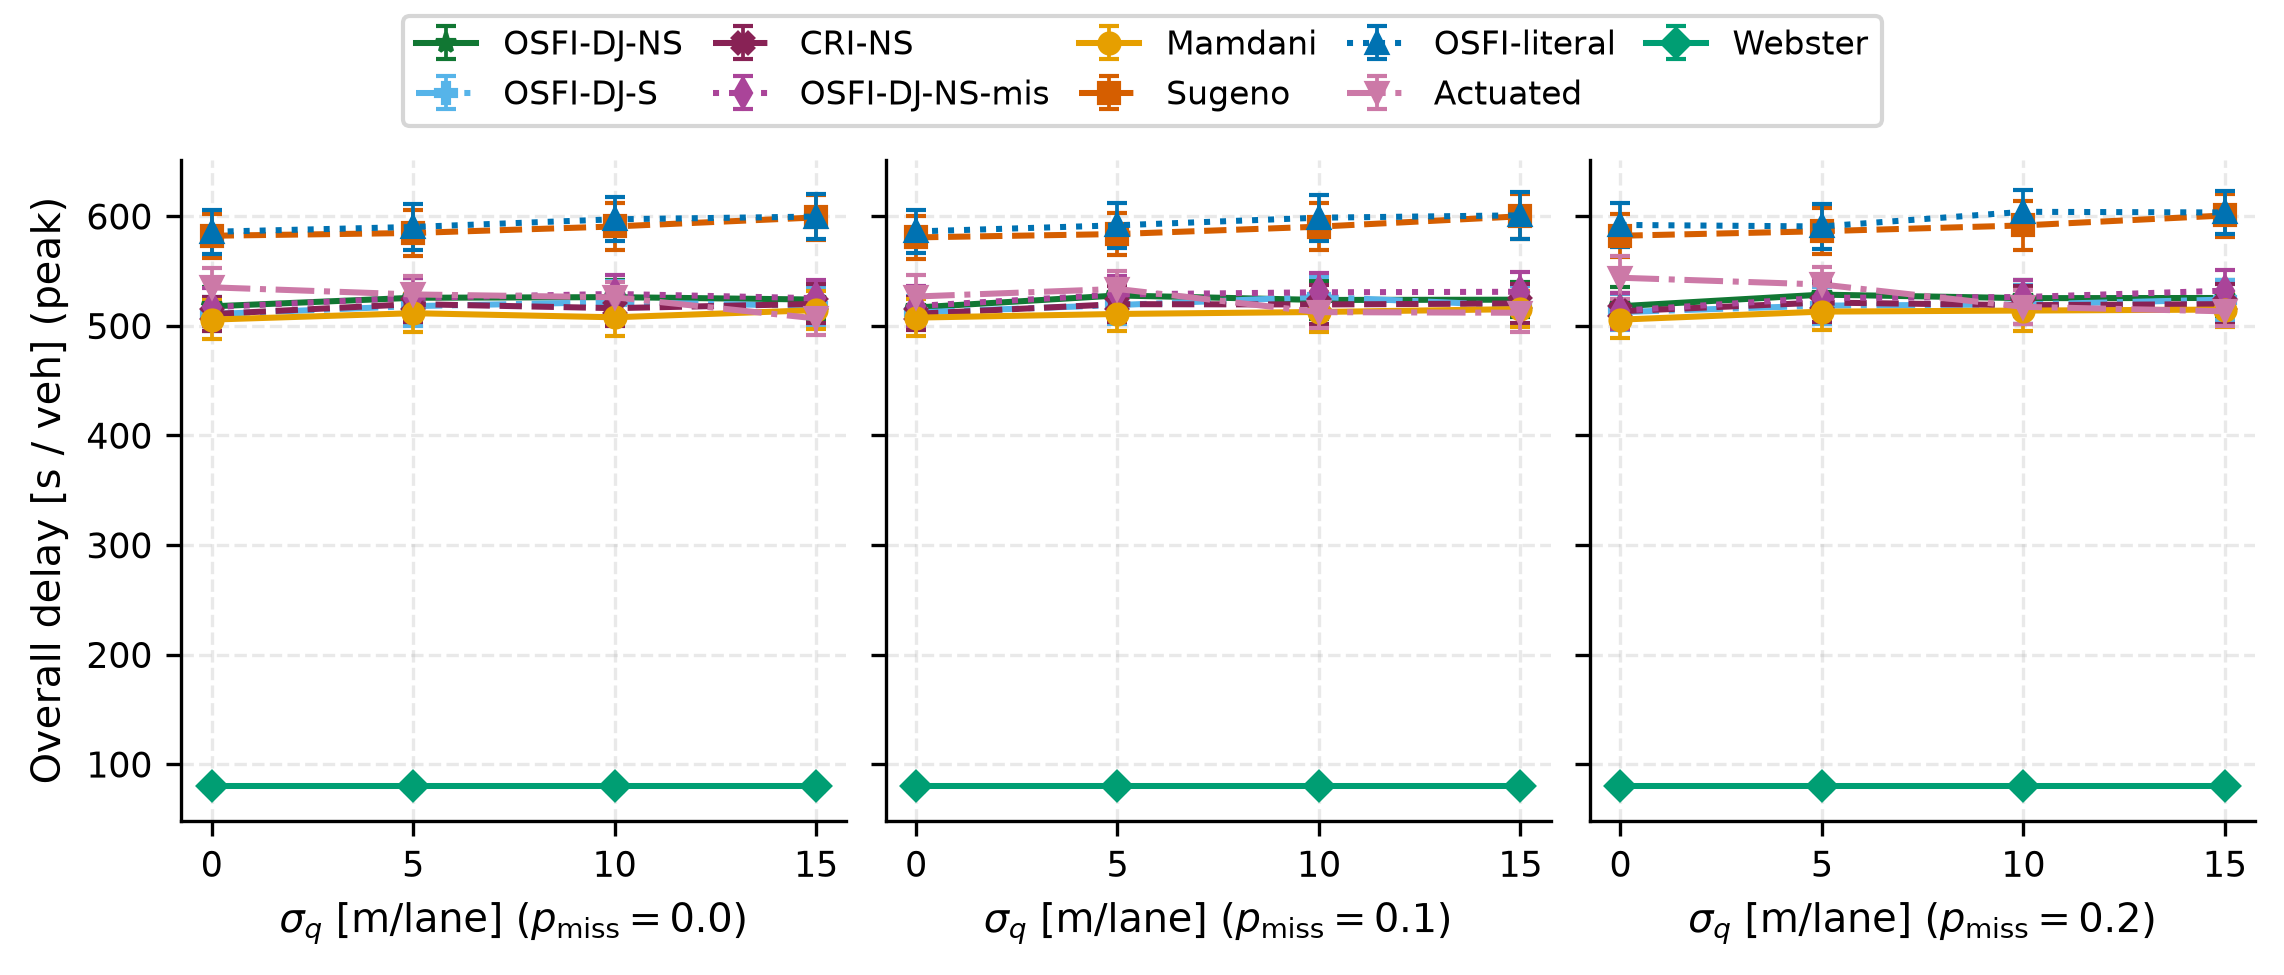 OSFI-DJ-NS CRI-NS Mamdani OSFI-literal Webster
OSFI-DJ-S OSFI-DJ-NS-mis Sugeno Actuated
Overall delay [s / veh] (peak)
600
500
400
300
200
100
0 5 10 15 0 5 10 15 0 5 10 15
σq [m/lane] (pmiss = 0.0) σq [m/lane] (pmiss = 0.1) σq [m/lane] (pmiss = 0.2)